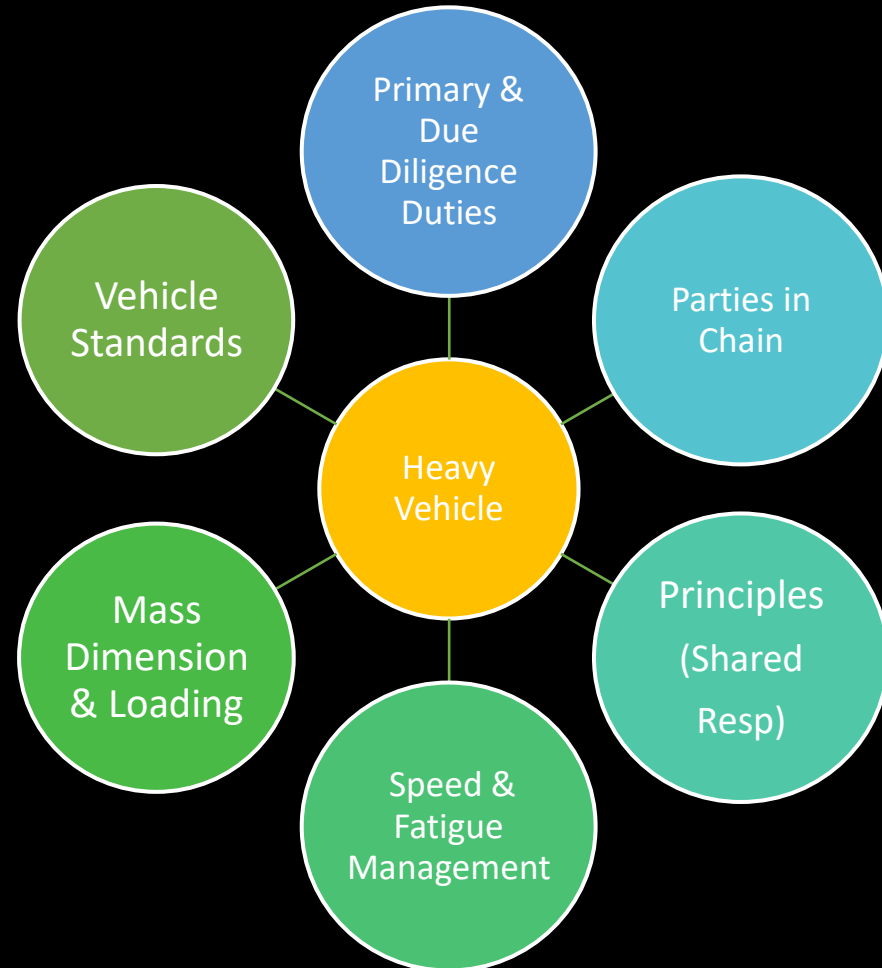 Primary &
Due
Diligence
Duties
Parties in
Chain
Principles
(Shared
Resp)
Speed &
Fatigue
Management
Mass
Dimension
& Loading
Vehicle
Standards
Heavy
Vehicle